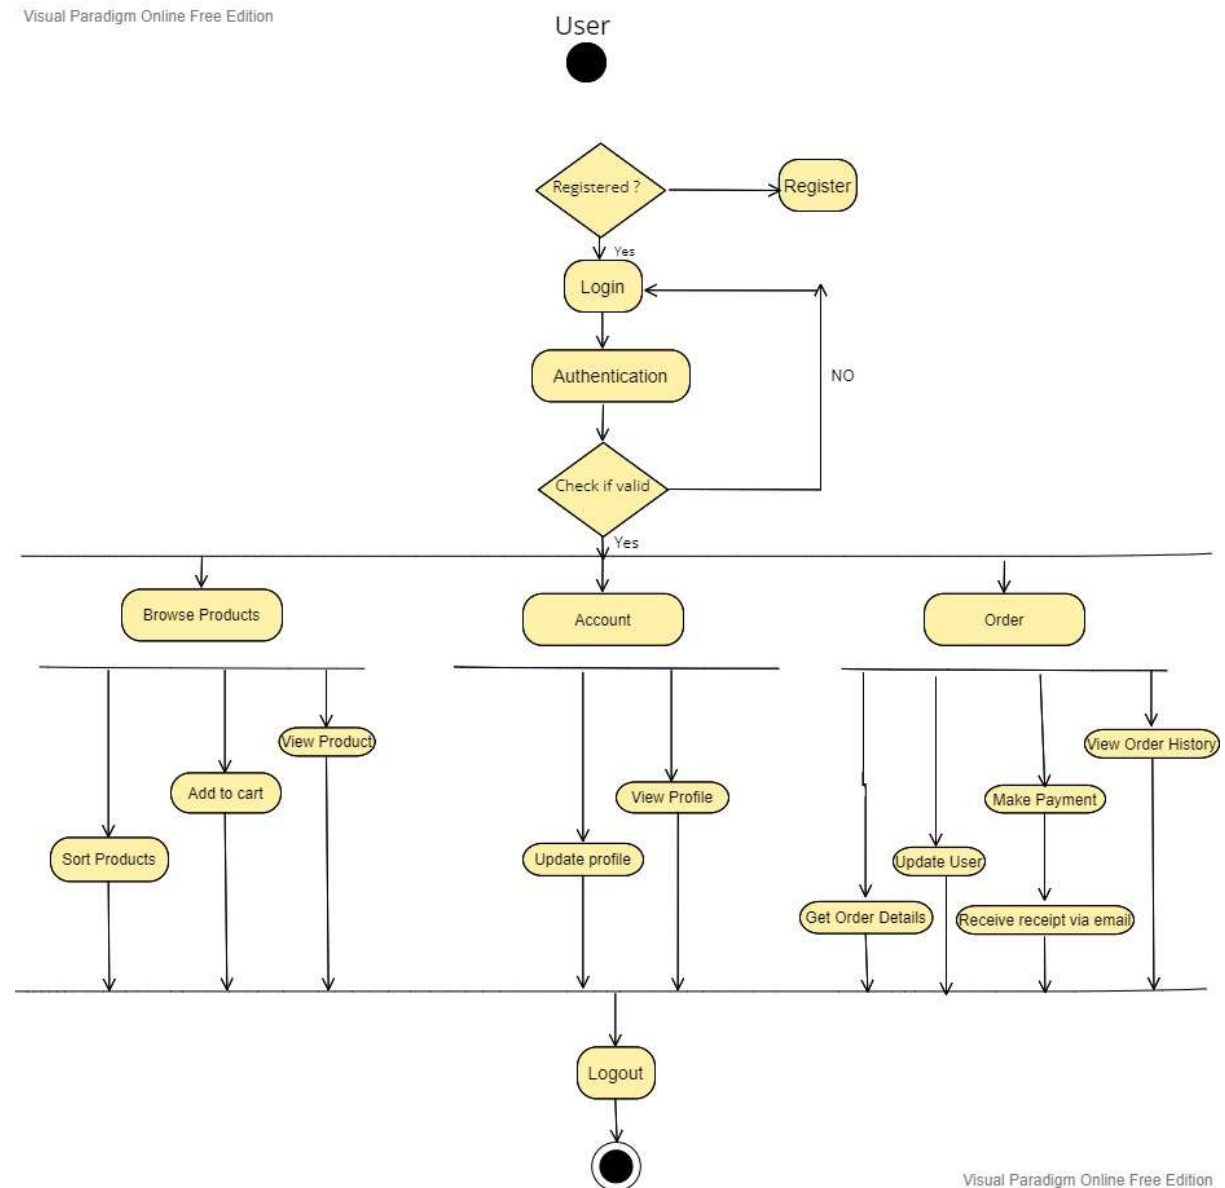 Visual Paradigm Online Free Edition
User
Registered ?
Register
Yes
Login
Authentication
NO
Check if valid
Yes
Browse Products
Account
Order
View Product
View Order History
Add to cart
View Profile
Make Payment
Sort Products
Update profile
Update User
Get Order Details
Receive receipt via email
Logout
Visual Paradigm Online Free Edition